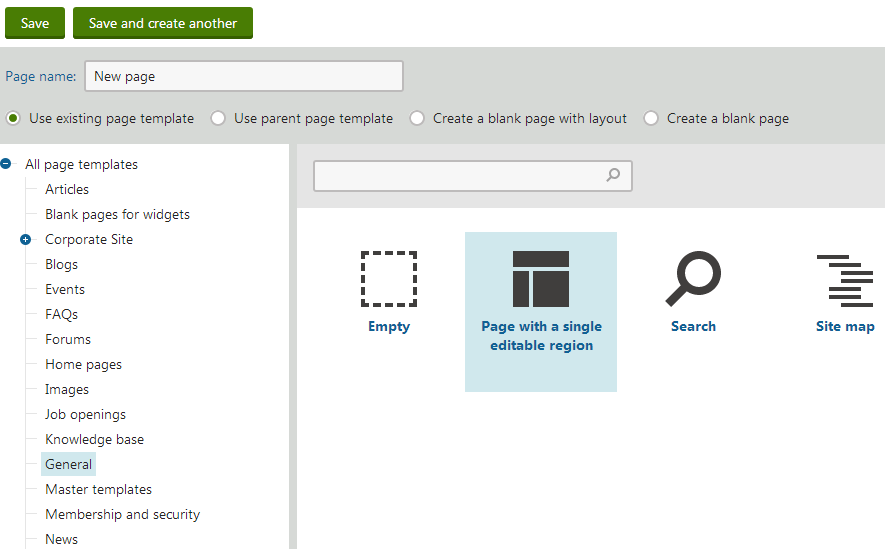 Save
Save and create another
Page name:
New page
Use existing page template
Use parent page template
Create a blank page with layout
Create a blank page
All page templates
Articles
Blank pages for widgets
Corporate Site
Blogs
Events
FAQs
Forums
Home pages
Images
Job openings
Knowledge base
General
Master templates
Membership and security
News
Empty
Page with a single
editable region
Search
Site map